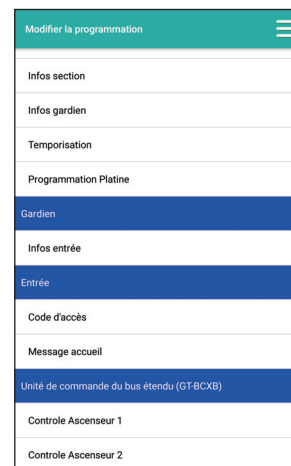 Modifier la programmation
Infos section
Infos gardien
Temporisation
Programmation Platine
Gardien
Infos entrée
Entrée
Code d'accès
Message accueil
Unité de commande du bus étendu (GT-BCXB)
Controle Ascenseur 1
Controle Ascenseur 2